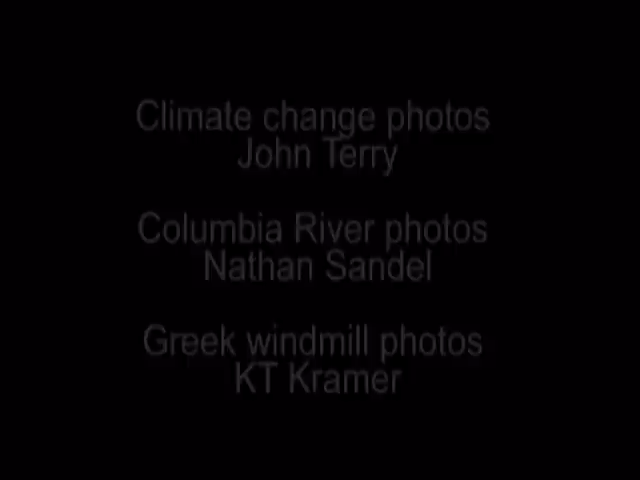 Climate change photos
John Terry
Columbia River photos
Nathan Sandel
Greek windmill photos
KT Kramer